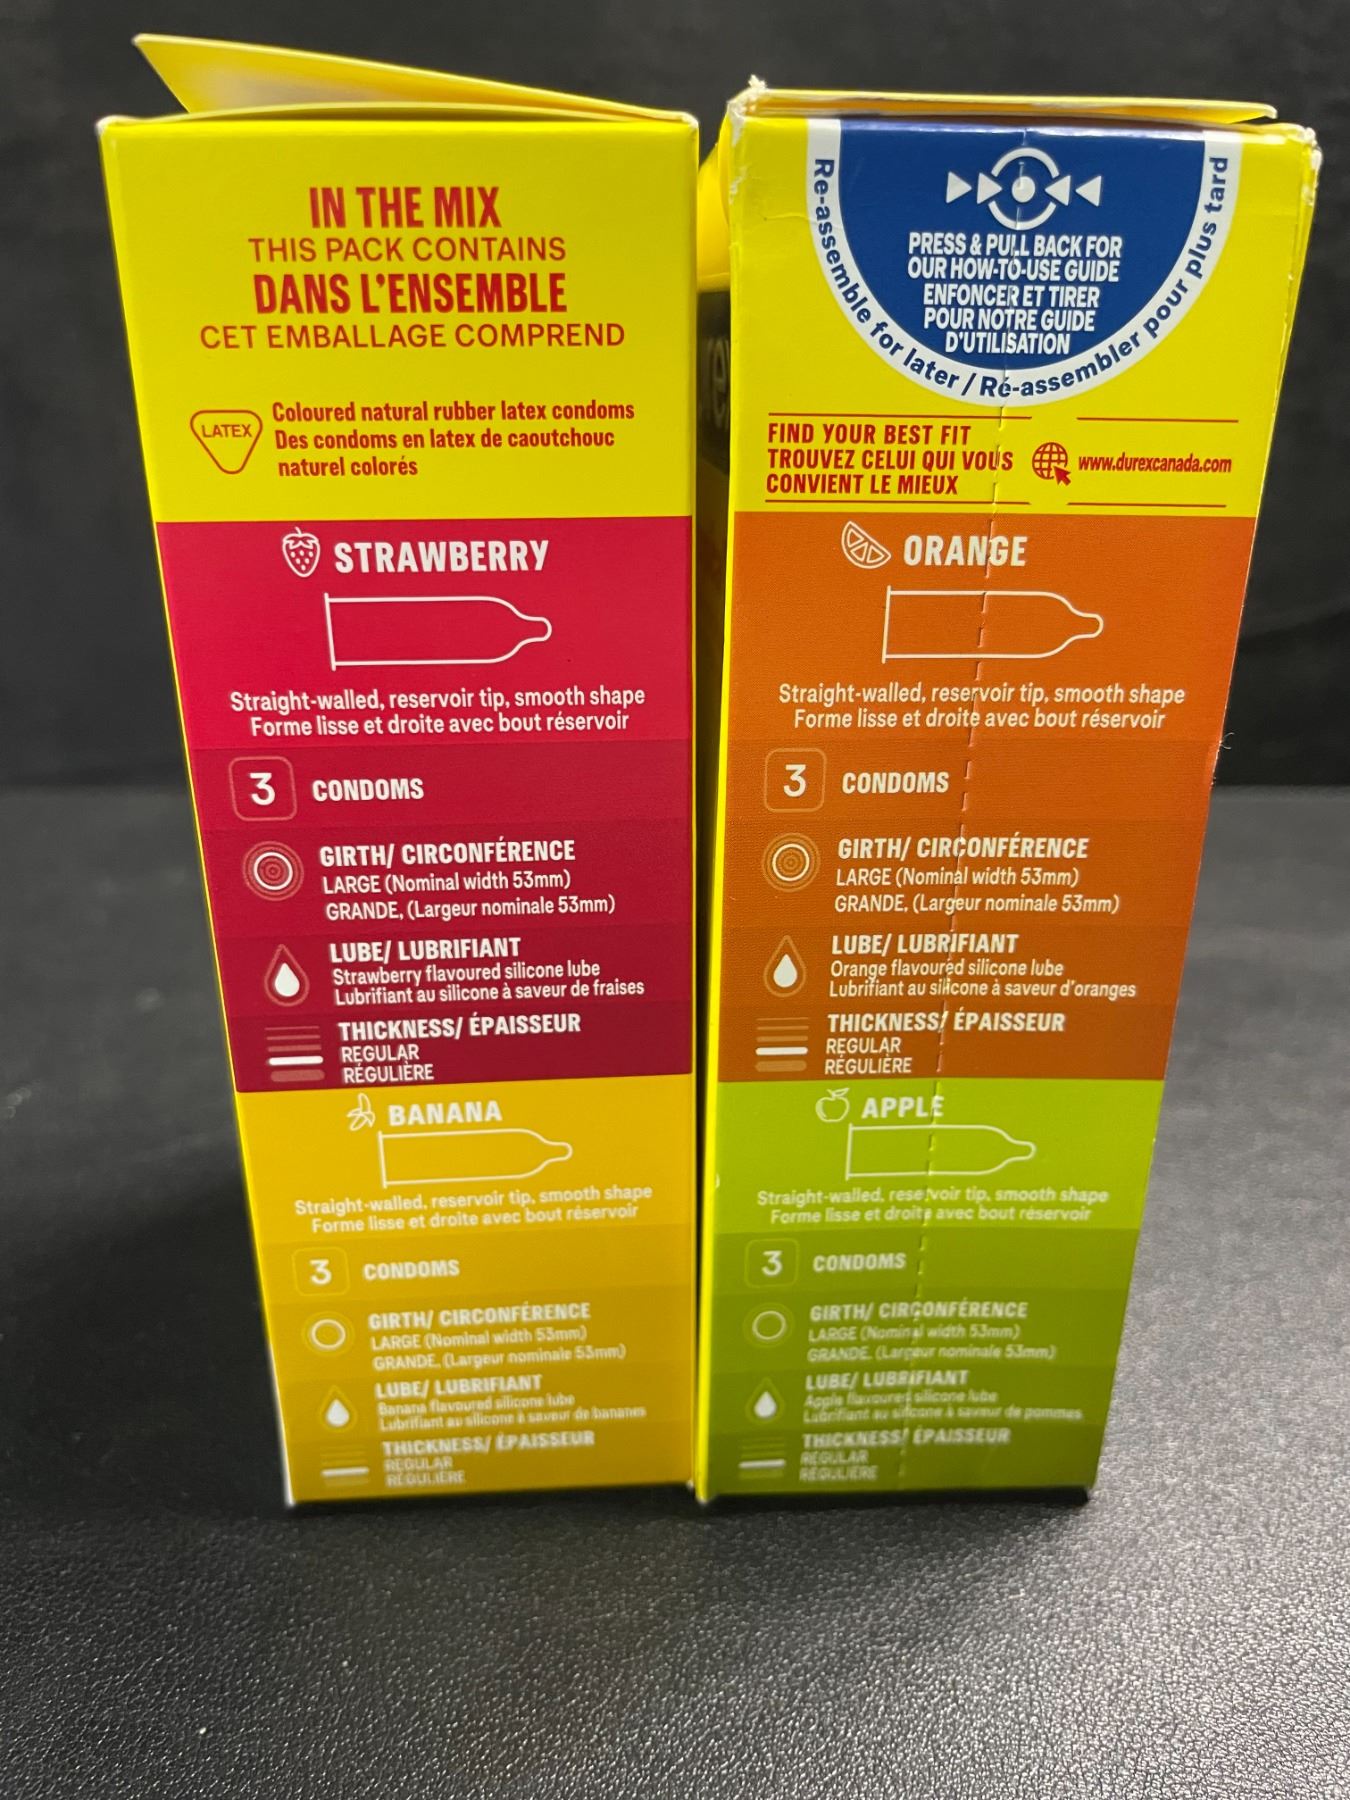 IN THE MIX
THIS PACK CONTAINS
DANS L'ENSEMBLE
CET EMBALLAGE COMPREND
LATEX
Coloured natural rubber latex condoms
Des condoms en latex de caoutchouc
naturel colorés
STRAWBERRY
Straight-walled, reservoir tip, smooth shape
Forme lisse et droite avec bout réservoir
3 CONDOMS
GIRTH/ CIRCONFÉRENCE
LARGE (Nominal width 53mm)
GRANDE, (Largeur nominale 53mm)
LUBE/ LUBRIFIANT
Strawberry flavoured silicone lube
Lubrifiant au silicone à saveur de fraises
THICKNESS/ ÉPAISSEUR
REGULAR
RÉGULIÈRE
BANANA
Straight-walled, reservoir tip, smooth shape
Forme lisse et droite avec bout réservoir
3 CONDOMS
GIRTH/ CIRCONFÉRENCE
LARGE (Nominal width 53mm)
GRANDE, (Largeur nominale 53mm)
LUBE/ LUBRIFIANT
Banana flavoured silicone lube
Lubrifiant au silicone à saveur de bananes
THICKNESS/ ÉPAISSEUR
REGULAR
RÉGULIÈRE
Re-assemble for later / Ré-assembler pour plus tard
PRESS & PULL BACK FOR
OUR HOW-TO-USE GUIDE
ENFONCER ET TIRER
POUR NOTRE GUIDE
D'UTILISATION
FIND YOUR BEST FIT
TROUVEZ CELUI QUI VOUS
CONVIENT LE MIEUX
www.durexcanada.com
ORANGE
Straight-walled, reservoir tip, smooth shape
Forme lisse et droite avec bout réservoir
3 CONDOMS
GIRTH/ CIRCONFÉRENCE
LARGE (Nominal width 53mm)
GRANDE, (Largeur nominale 53mm)
LUBE/ LUBRIFIANT
Orange flavoured silicone lube
Lubrifiant au silicone à saveur d'oranges
THICKNESS/ ÉPAISSEUR
REGULAR
RÉGULIÈRE
APPLE
Straight-walled, reservoir tip, smooth shape
Forme lisse et droite avec bout réservoir
3 CONDOMS
GIRTH/ CIRCONFÉRENCE
LARGE (Nominal width 53mm)
GRANDE, (Largeur nominale 53mm)
LUBE/ LUBRIFIANT
Apple flavoured silicone lube
Lubrifiant au silicone à saveur de pommes
THICKNESS/ ÉPAISSEUR
REGULAR
RÉGULIÈRE